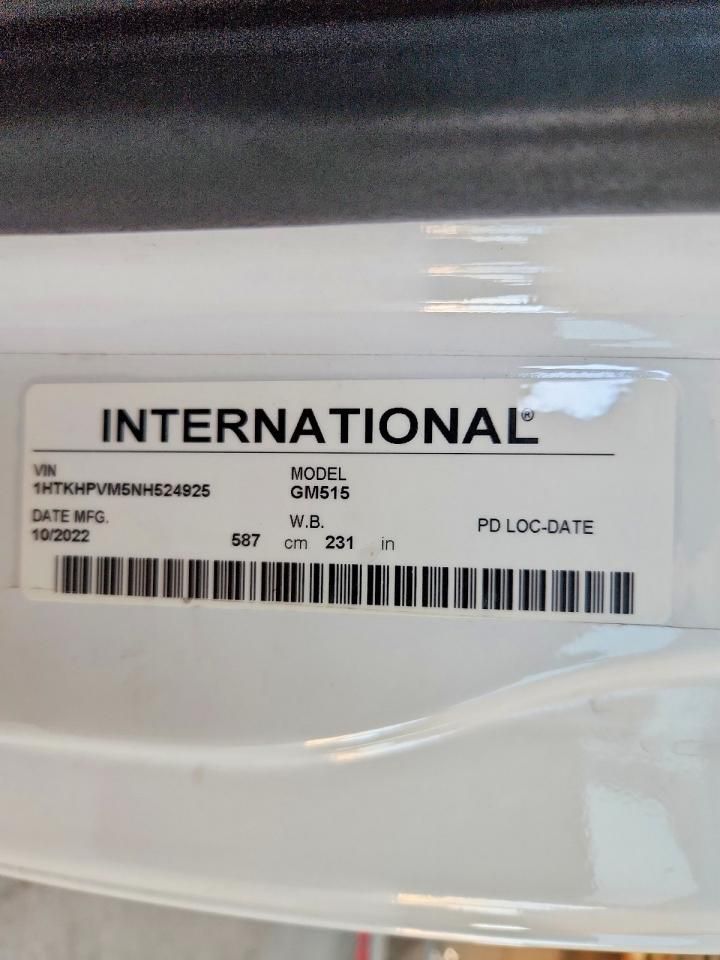 INTERNATIONAL®
VIN MODEL
1HTKHPVM5NH524925 GM515
DATE MFG. W.B. PD LOC-DATE
10/2022 587 cm 231 in